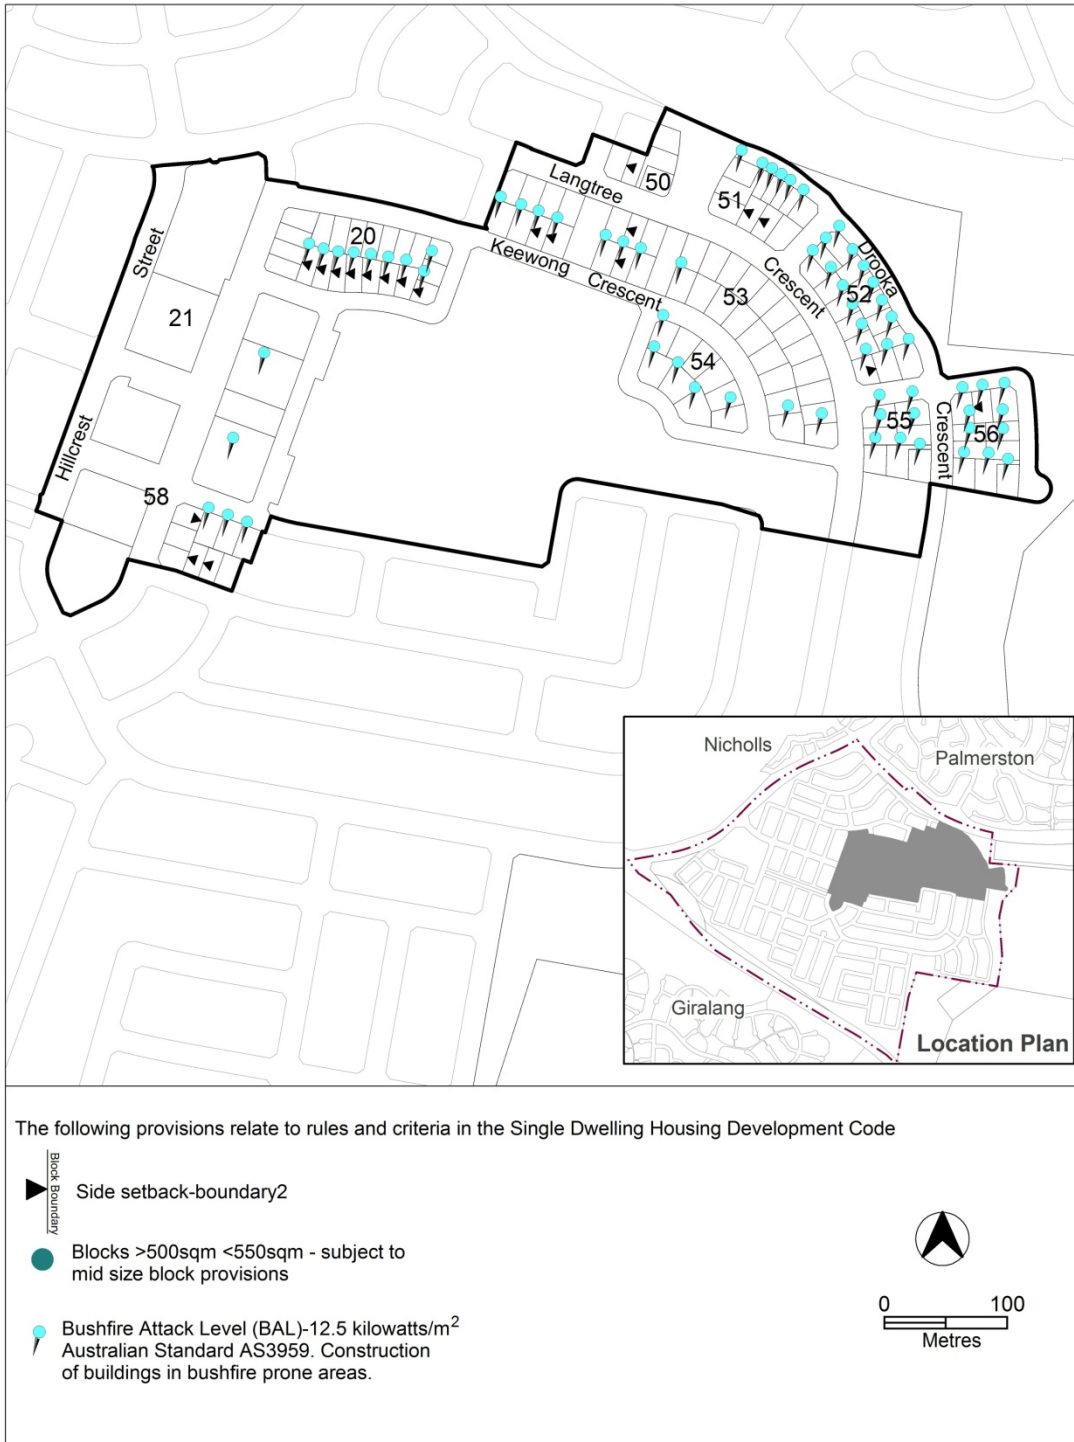 Langtree
50
51
Drooka
Street
20
Keewong
Crescent
Crescent
53
52
21
54
55
Crescent
56
Hillcrest
58
Nicholls
Palmerston
Giralang
Location Plan
The following provisions relate to rules and criteria in the Single Dwelling Housing Development Code
Block Boundary
Side setback-boundary2
Blocks >500sqm <550sqm - subject to
mid size block provisions
Bushfire Attack Level (BAL)-12.5 kilowatts/m²
Australian Standard AS3959. Construction
of buildings in bushfire prone areas.
0 100
Metres